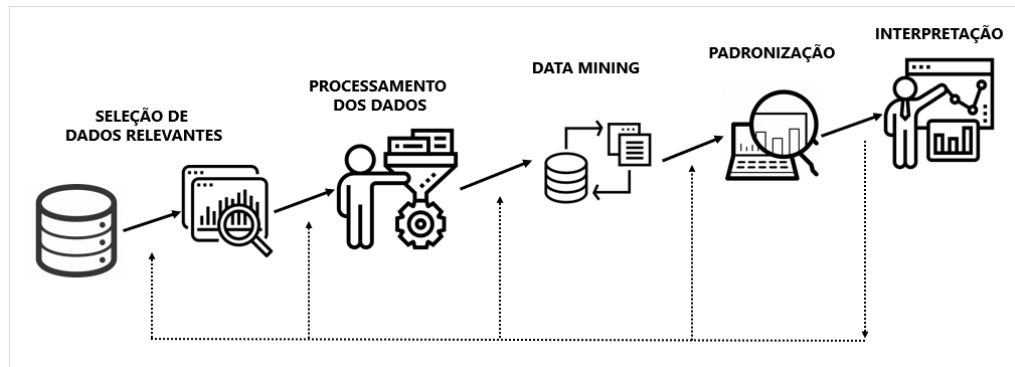 SELEÇÃO DE
DADOS RELEVANTES
PROCESSAMENTO
DOS DADOS
DATA MINING
PADRONIZAÇÃO
INTERPRETAÇÃO